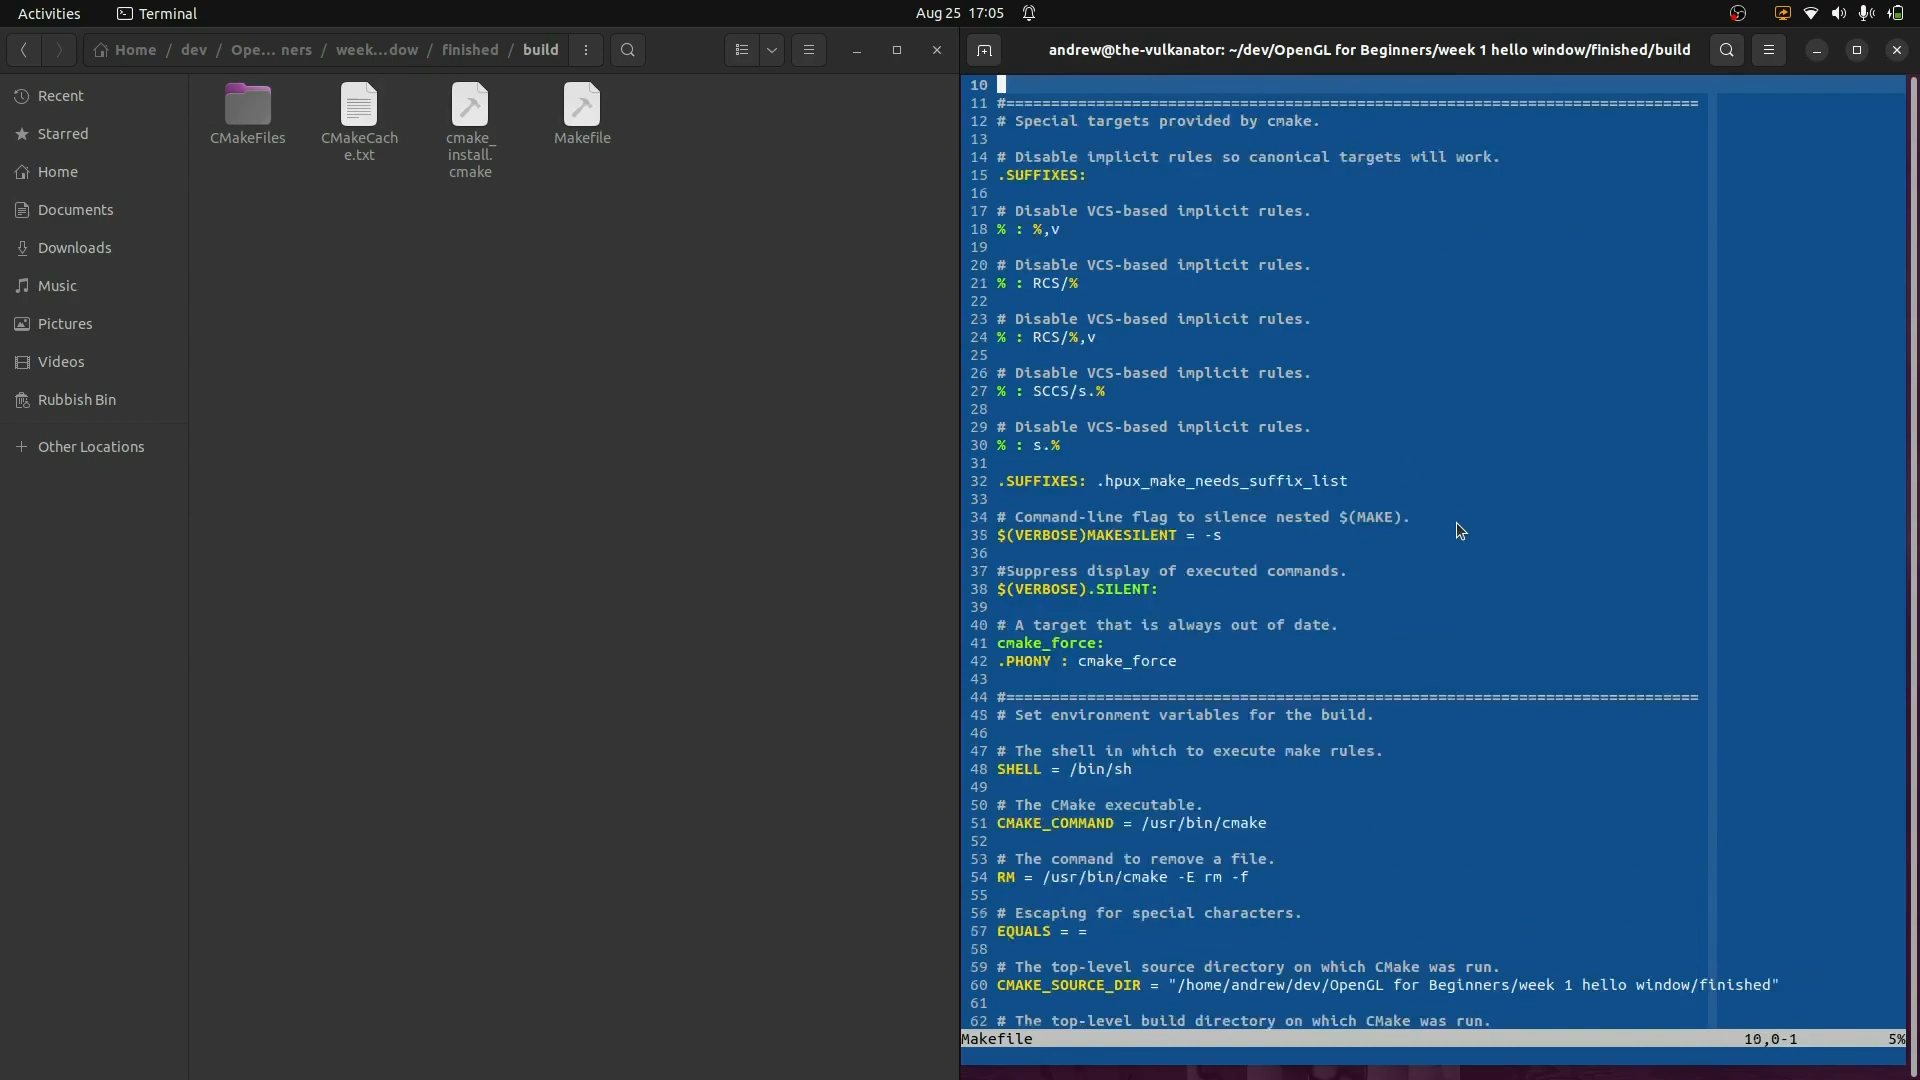 Activities Terminal Aug 25 17:05
Home / dev / Ope... ners / week...dow / finished / build
andrew@the-vulkanator: ~/dev/OpenGL for Beginners/week 1 hello window/finished/build
Recent
Starred
Home
Documents
Downloads
Music
Pictures
Videos
Rubbish Bin
Other Locations
CMakeFiles
CMakeCach
e.txt
cmake_
install.
cmake
Makefile
10
11 #=============================================================================
12 # Special targets provided by cmake.
13
14 # Disable implicit rules so canonical targets will work.
15 .SUFFIXES:
16
17 # Disable VCS-based implicit rules.
18 % : %,v
19
20 # Disable VCS-based implicit rules.
21 % : RCS/%
22
23 # Disable VCS-based implicit rules.
24 % : RCS/%,v
25
26 # Disable VCS-based implicit rules.
27 % : SCCS/s.%
28
29 # Disable VCS-based implicit rules.
30 % : s.%
31
32 .SUFFIXES: .hpux_make_needs_suffix_list
33
34 # Command-line flag to silence nested $(MAKE).
35 $(VERBOSE)MAKESILENT = -s
36
37 #Suppress display of executed commands.
38 $(VERBOSE).SILENT:
39
40 # A target that is always out of date.
41 cmake_force:
42 .PHONY : cmake_force
43
44 #=============================================================================
45 # Set environment variables for the build.
46
47 # The shell in which to execute make rules.
48 SHELL = /bin/sh
49
50 # The CMake executable.
51 CMAKE_COMMAND = /usr/bin/cmake
52
53 # The command to remove a file.
54 RM = /usr/bin/cmake -E rm -f
55
56 # Escaping for special characters.
57 EQUALS = =
58
59 # The top-level source directory on which CMake was run.
60 CMAKE_SOURCE_DIR = "/home/andrew/dev/OpenGL for Beginners/week 1 hello window/finished"
61
62 # The top-level build directory on which CMake was run.
Makefile 10,0-1 5%